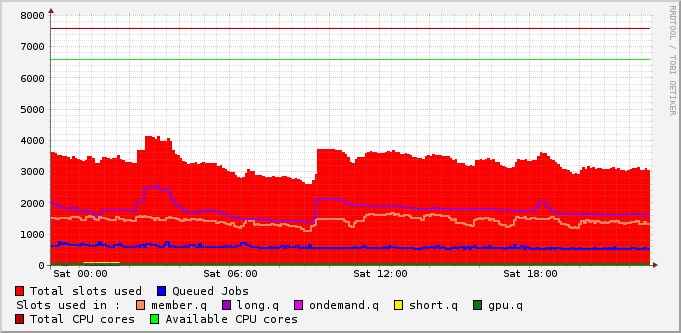 RRDTOOL / TOBI OETIKER
8000
7000
6000
5000
4000
3000
2000
1000
0
Sat 00:00 Sat 06:00 Sat 12:00 Sat 18:00
Total slots used Queued Jobs
Slots used in : member.q long.q ondemand.q short.q gpu.q
Total CPU cores Available CPU cores